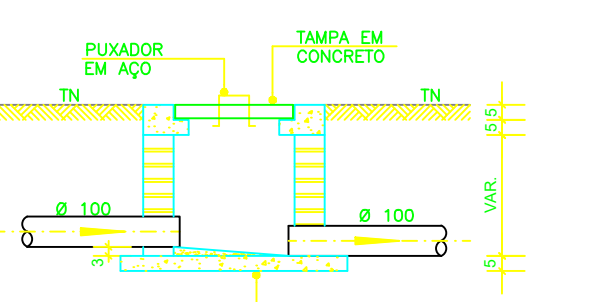 TAMPA EM
CONCRETO
PUXADOR
EM AÇO
TN
TN
5
5
VAR.
Ø 100
Ø 100
3
5